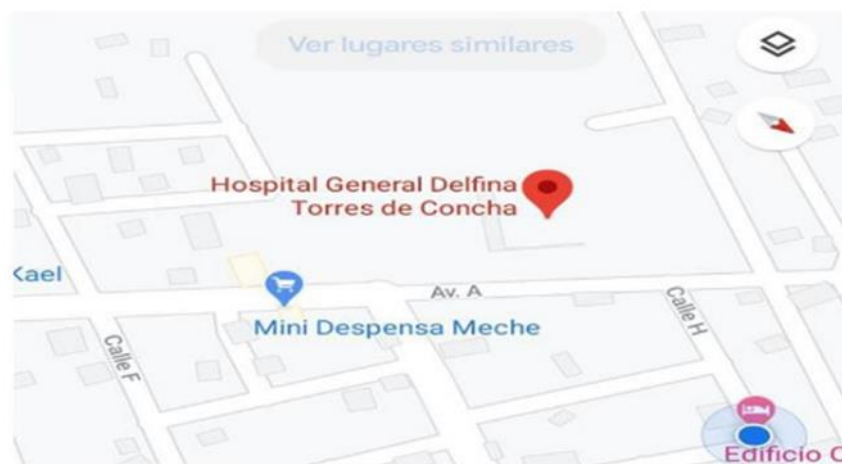 Ver lugares similares
Hospital General Delfina
Torres de Concha
Kael
Av. A
Mini Despensa Meche
Calle F
Calle H
Edificio C